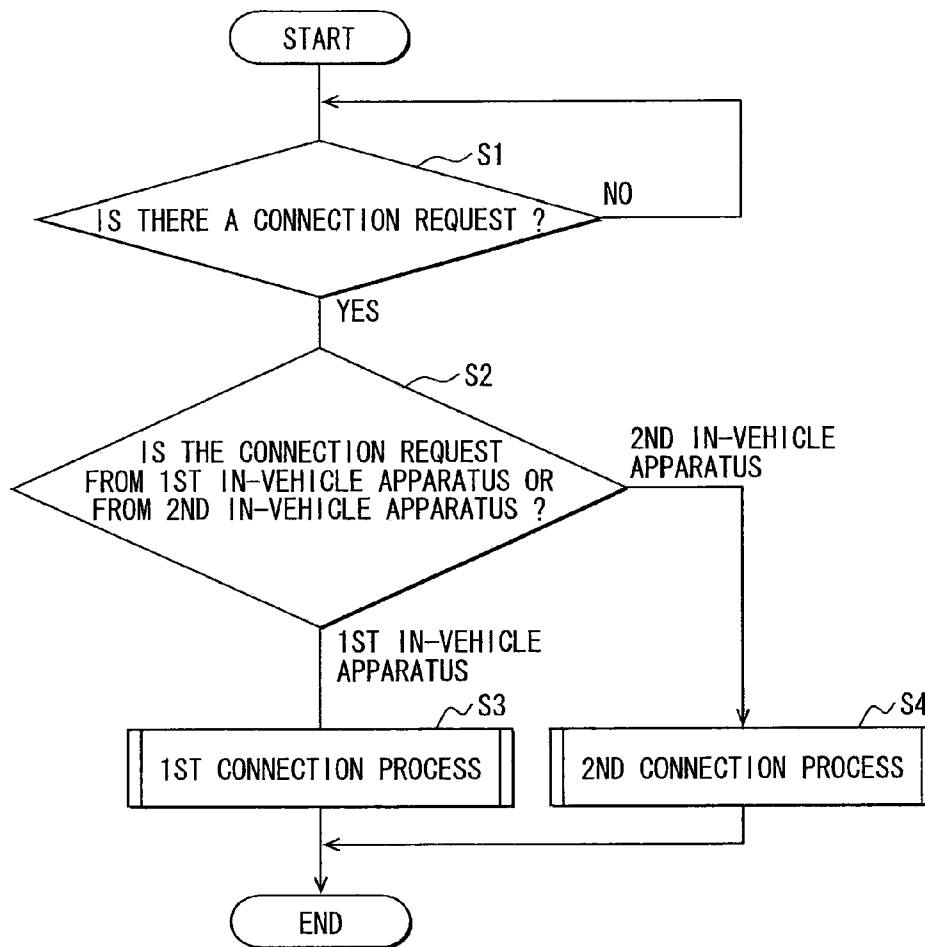 START
S1
IS THERE A CONNECTION REQUEST ?
NO
YES
S2
IS THE CONNECTION REQUEST
FROM 1ST IN-VEHICLE APPARATUS OR
FROM 2ND IN-VEHICLE APPARATUS ?
2ND IN-VEHICLE
APPARATUS
1ST IN-VEHICLE
APPARATUS
S3
1ST CONNECTION PROCESS
S4
2ND CONNECTION PROCESS
END